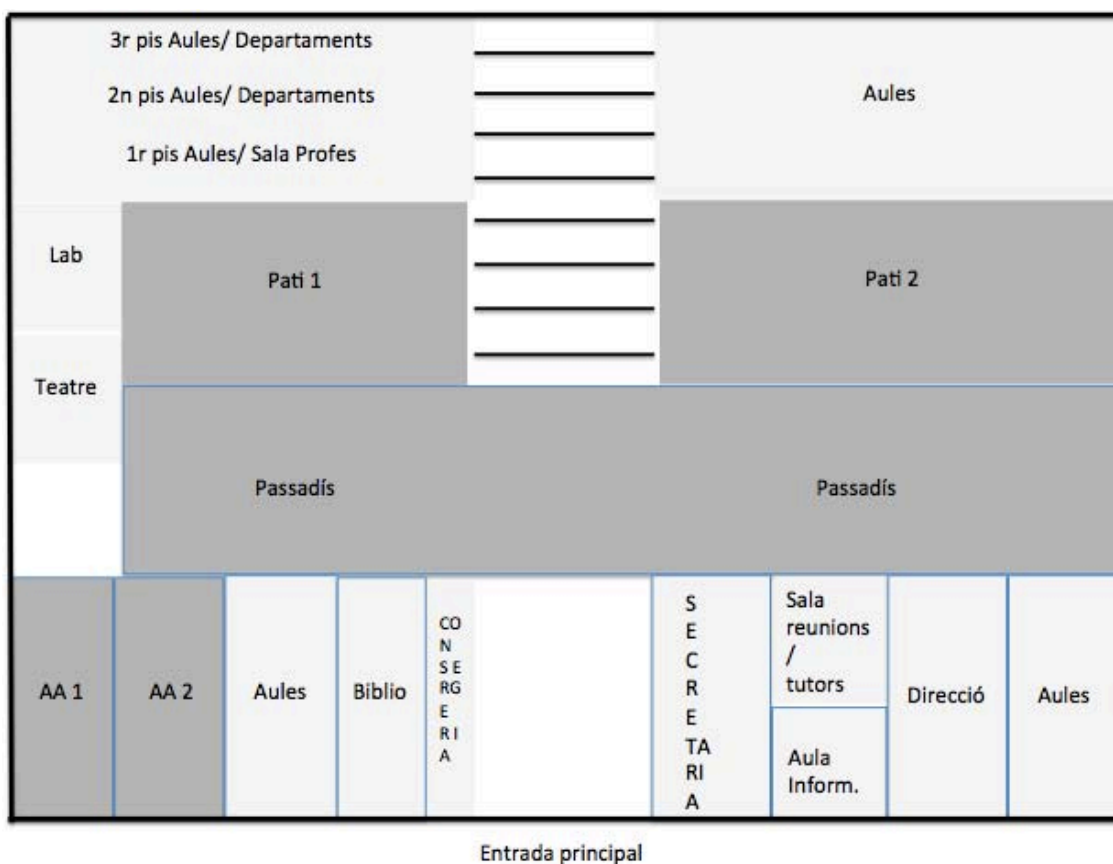 3r pis Aules/ Departaments
2n pis Aules/ Departaments
Aules
1r pis Aules/ Sala Profes
Lab
Pati 1
Pati 2
Teatre
Passadís
Passadís
AA 1
AA 2
Aules
Biblio
CO
N
S E
RG
E
R I
A
S
E
C
R
E
TA
RI
A
Sala
reunions
/
tutors
Aula
Inform.
Direcció
Aules
Entrada principal